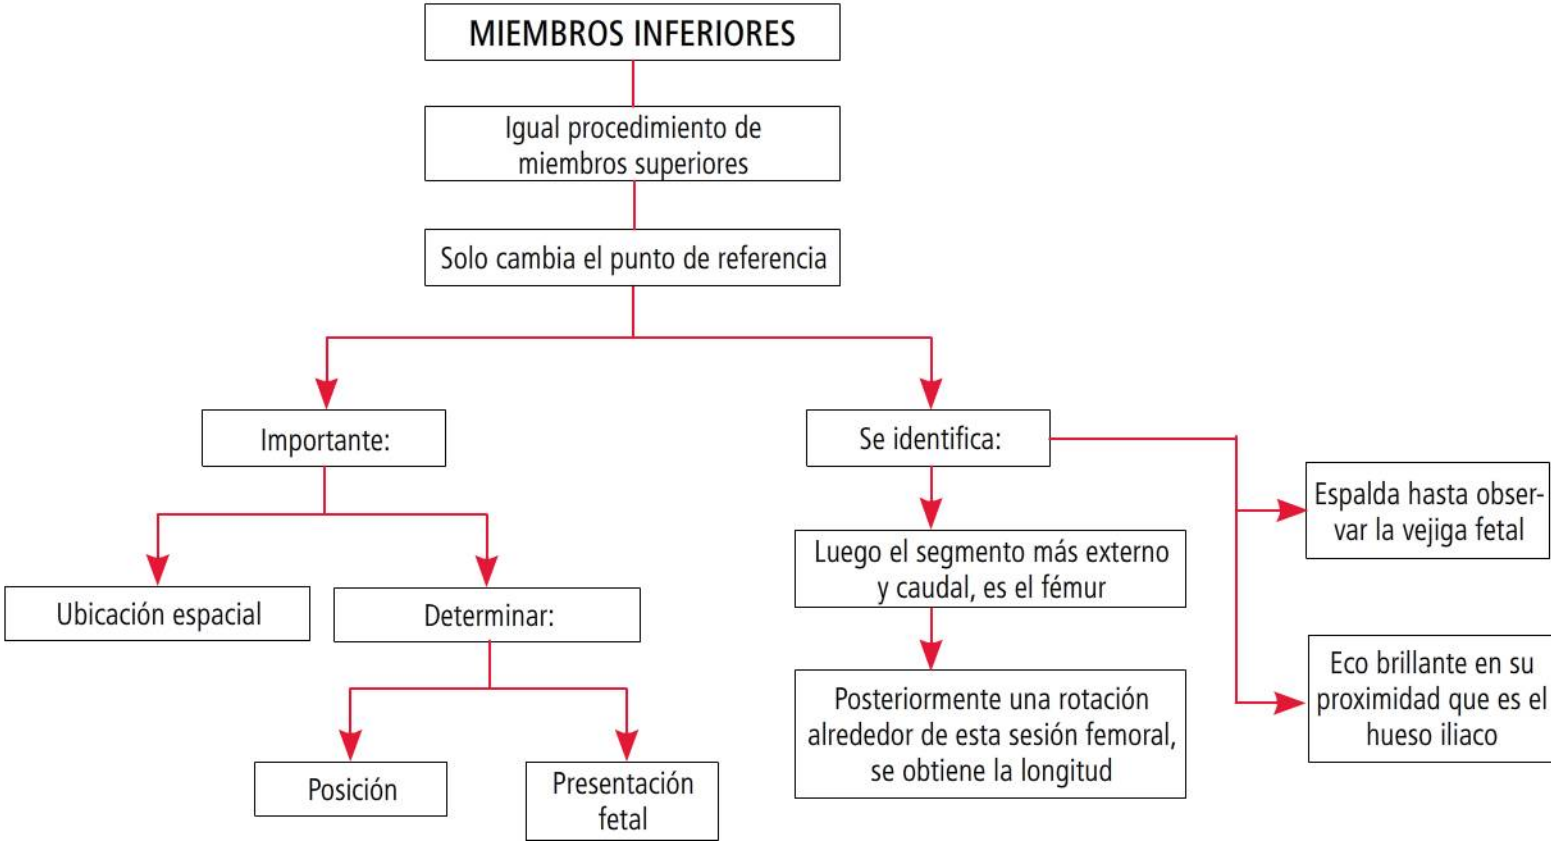 MIEMBROS INFERIORES
Igual procedimiento de
miembros superiores
Solo cambia el punto de referencia
Importante:
Se identifica:
Espalda hasta obser-
var la vejiga fetal
Luego el segmento más externo
y caudal, es el fémur
Ubicación espacial
Determinar:
Eco brillante en su
proximidad que es el
hueso iliaco
Posteriormente una rotación
alrededor de esta sesión femoral,
se obtiene la longitud
Posición
Presentación
fetal